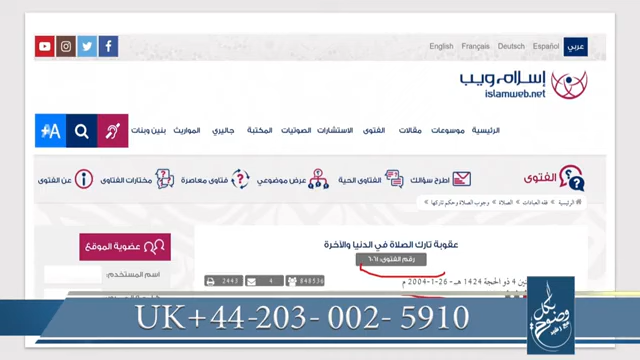 English Français Deutsch Español عربي
إسلام ويب
islamweb.net
الرئيسية موسوعات مقالات الفتوى الاستشارات الصوتيات المكتبة جاليري المواريث بنين وبنات
الفتوى اطرح سؤالك الفتاوى الحية عرض موضوعي فتاوى معاصرة مختارات الفتاوى عن الفتوى
الرئيسية فقه العبادات الصلاة وجوب الصلاة وحكم تاركها
عضوية الموقع
عقوبة تارك الصلاة في الدنيا والآخرة
رقم الفتوى:
اسم المستخدم:
4 ذو الحجة 1424 هـ - 26-1-2004 م
848536 4 2443
UK+44-203- 002- 5910
بكل وضوح